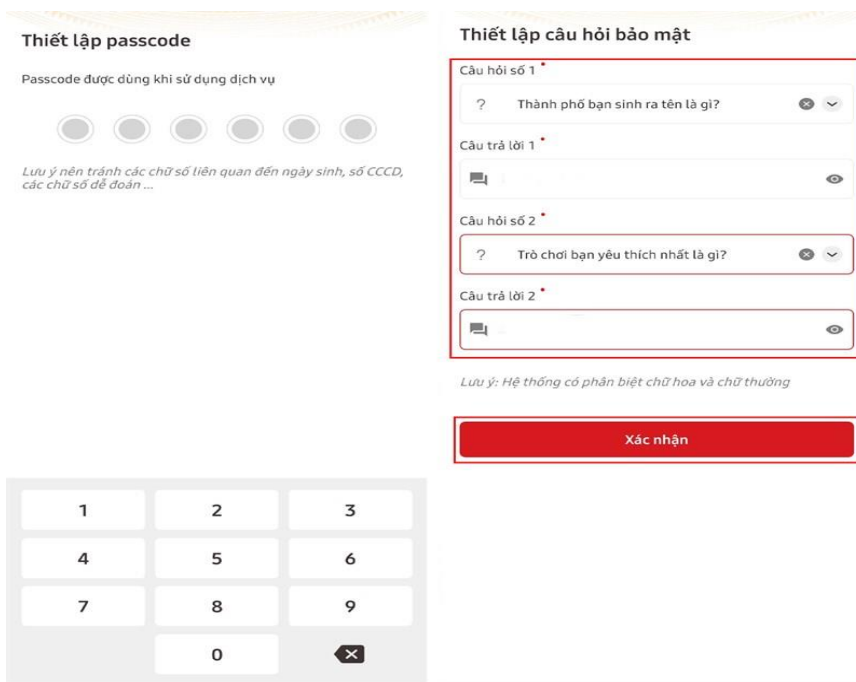 Thiết lập passcode
Passcode được dùng khi sử dụng dịch vụ
Lưu ý nên tránh các chữ số liên quan đến ngày sinh, số CCCD,
các chữ số dễ đoán ...
1 2 3
4 5 6
7 8 9
0
Thiết lập câu hỏi bảo mật
Câu hỏi số 1 *
? Thành phố bạn sinh ra tên là gì?
Câu trả lời 1 *
Câu hỏi số 2 *
? Trò chơi bạn yêu thích nhất là gì?
Câu trả lời 2 *
Lưu ý: Hệ thống có phân biệt chữ hoa và chữ thường
Xác nhận